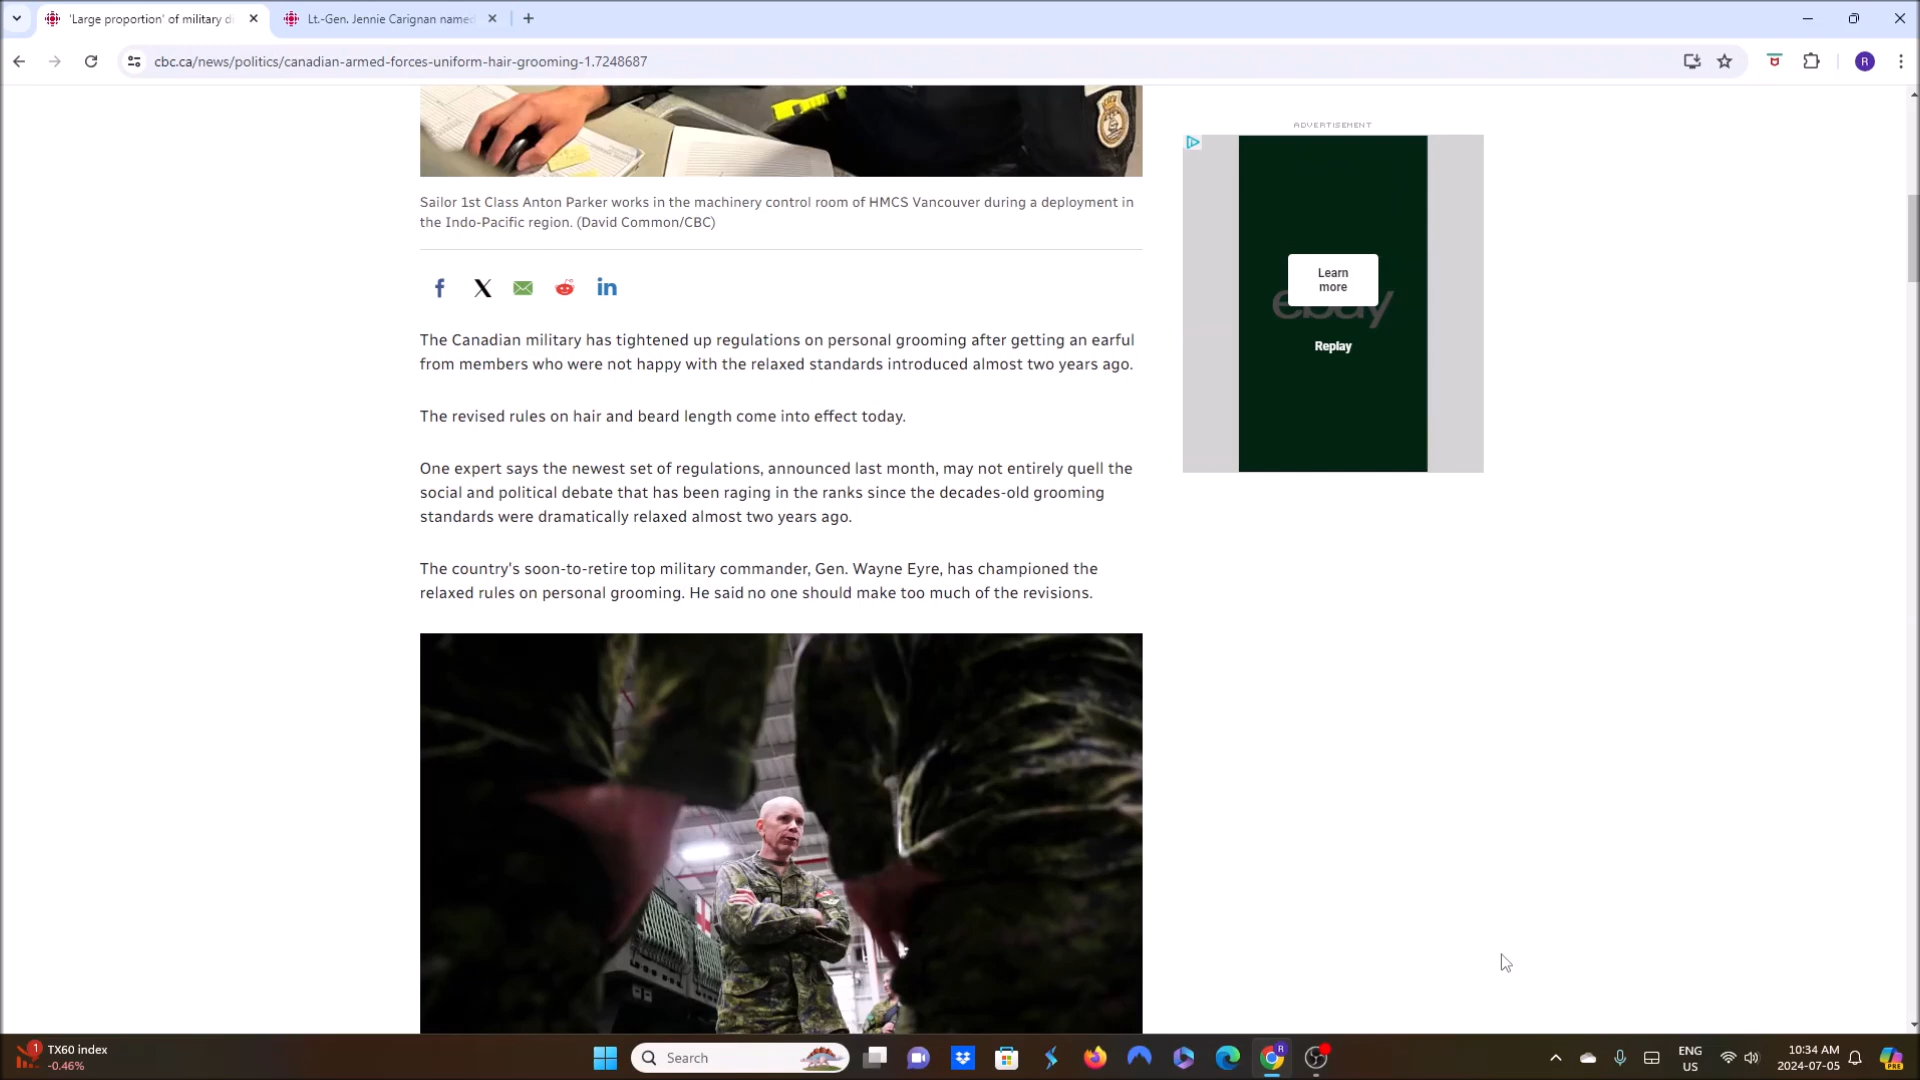 'Large proportion' of military d
Lt.-Gen. Jennie Carignan named
cbc.ca/news/politics/canadian-armed-forces-uniform-hair-grooming-1.7248687
R
ADVERTISEMENT
Sailor 1st Class Anton Parker works in the machinery control room of HMCS Vancouver during a deployment in
the Indo-Pacific region. (David Common/CBC)
Learn
more
ebay
Replay
The Canadian military has tightened up regulations on personal grooming after getting an earful
from members who were not happy with the relaxed standards introduced almost two years ago.
The revised rules on hair and beard length come into effect today.
One expert says the newest set of regulations, announced last month, may not entirely quell the
social and political debate that has been raging in the ranks since the decades-old grooming
standards were dramatically relaxed almost two years ago.
The country's soon-to-retire top military commander, Gen. Wayne Eyre, has championed the
relaxed rules on personal grooming. He said no one should make too much of the revisions.
1
TX60 index
-0.46%
Search
R
ENG
US
10:34 AM
2024-07-05
PRE